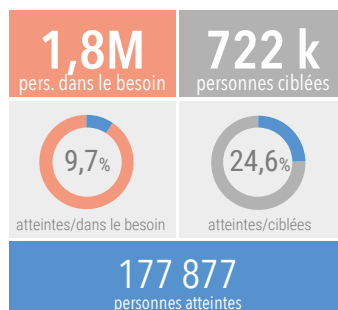 1,8M
pers. dans le besoin
722 k
personnes ciblées
9,7%
atteintes/dans le besoin
24,6%
atteintes/ciblées
177 877
personnes atteintes